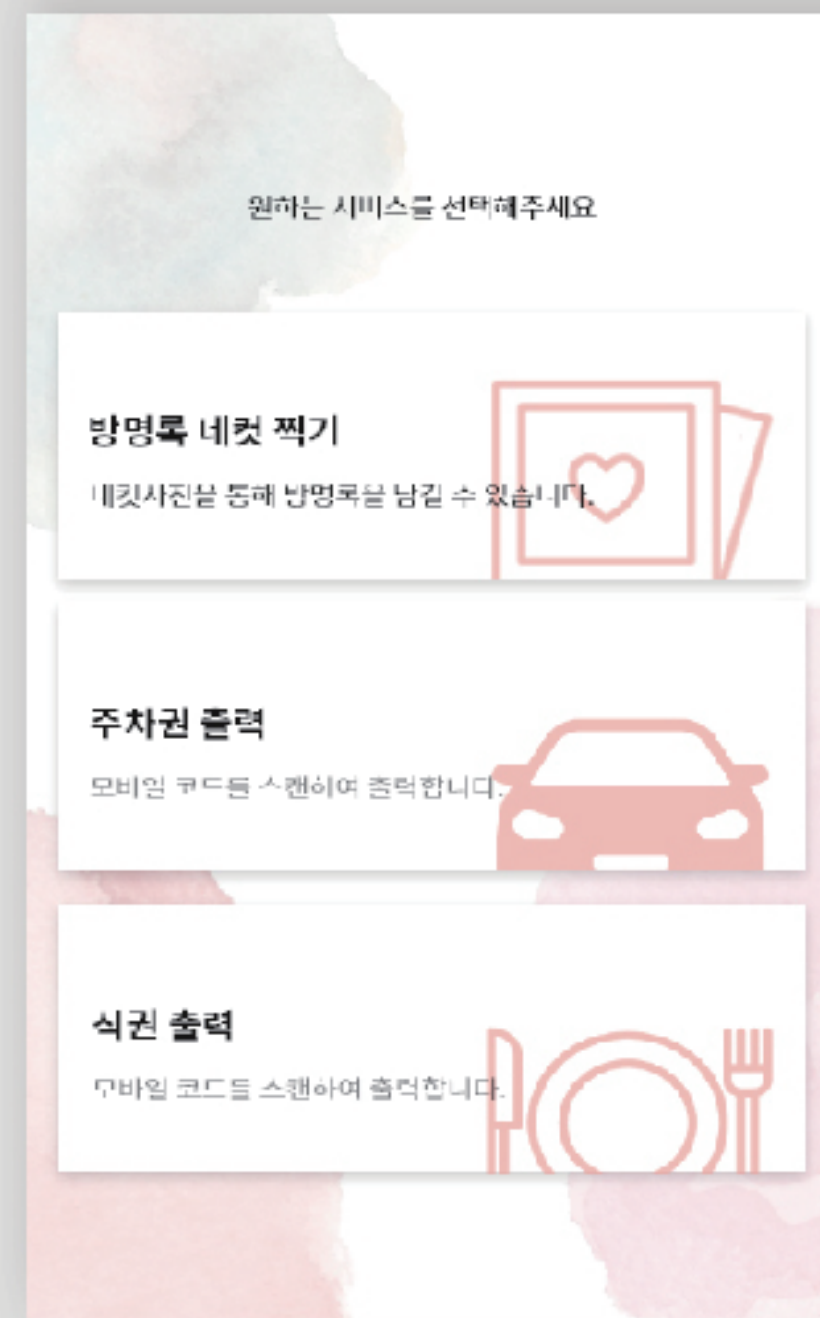 원하는 서비스를 선택해주세요
방명록 네컷 찍기
네컷사진을 통해 방명록을 남길 수 있습니다.
주차권 출력
모바일 코드를 스캔하여 출력합니다.
식권 출력
모바일 코드를 스캔하여 출력합니다.